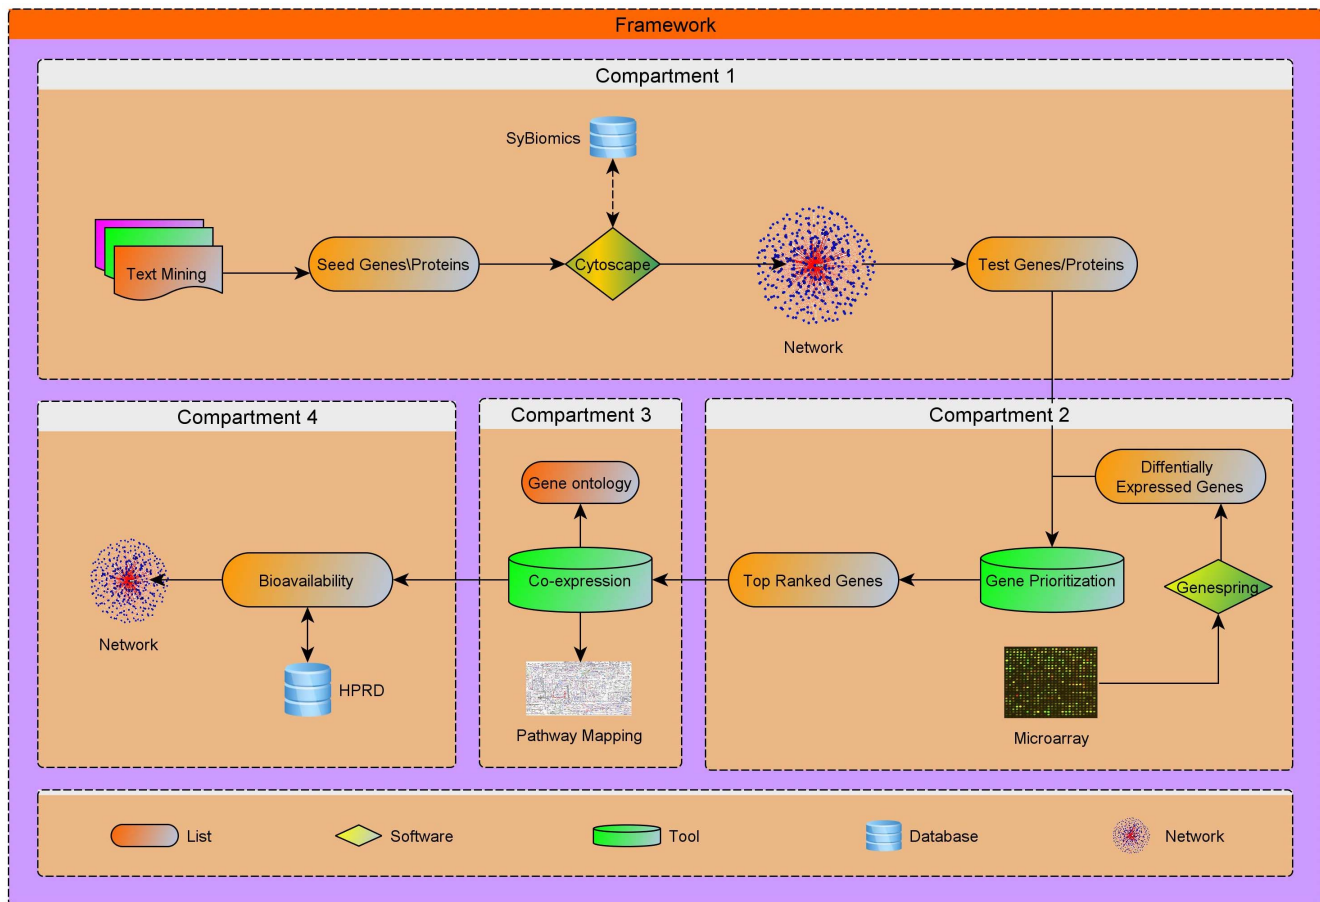 Framework
Compartment 1
SyBiomics
Text Mining
Seed Genes\Proteins
Cytoscape
Test Genes/Proteins
Network
Compartment 4
Compartment 3
Compartment 2
Gene ontology
Diffentially
Expressed Genes
Bioavailability
Co-expression
Top Ranked Genes
Gene Prioritization
Genespring
Network
HPRD
Pathway Mapping
Microarray
List
Software
Tool
Database
Network